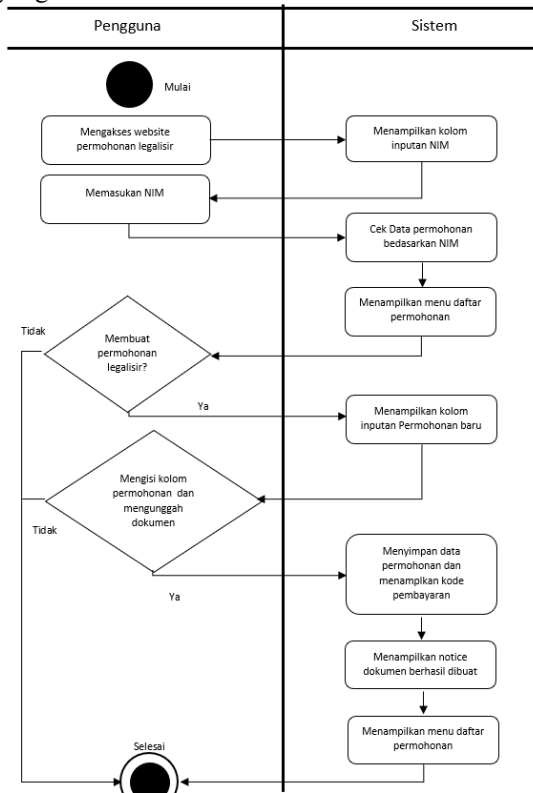 Pengguna
Sistem
Mulai
Mengakses website
permohonan legalisir
Menampilkan kolom
inputan NIM
Memasukan NIM
Cek Data permohonan
bedasarkan NIM
Menampilkan menu daftar
permohonan
Tidak
Membuat
permohonan
legalisir?
Ya
Menampilkan kolom
inputan Permohonan baru
Mengisi kolom
permohonan dan
mengunggah
dokumen
Tidak
Ya
Menyimpan data
permohonan dan
menamplkan kode
pembayaran
Menampilkan notice
dokumen berhasil dibuat
Menampilkan menu daftar
permohonan
Selesai